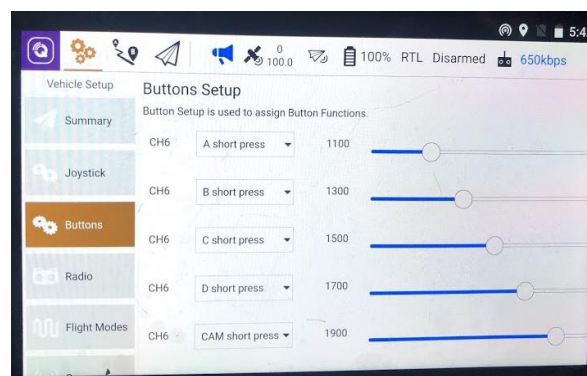 5:4
0
100.0
100% RTL Disarmed 650kbps
Vehicle Setup
Summary
Joystick
Buttons
Radio
Flight Modes
Buttons Setup
Button Setup is used to assign Button Functions.
CH6 A short press 1100
CH6 B short press 1300
CH6 C short press 1500
CH6 D short press 1700
CH6 CAM short press 1900